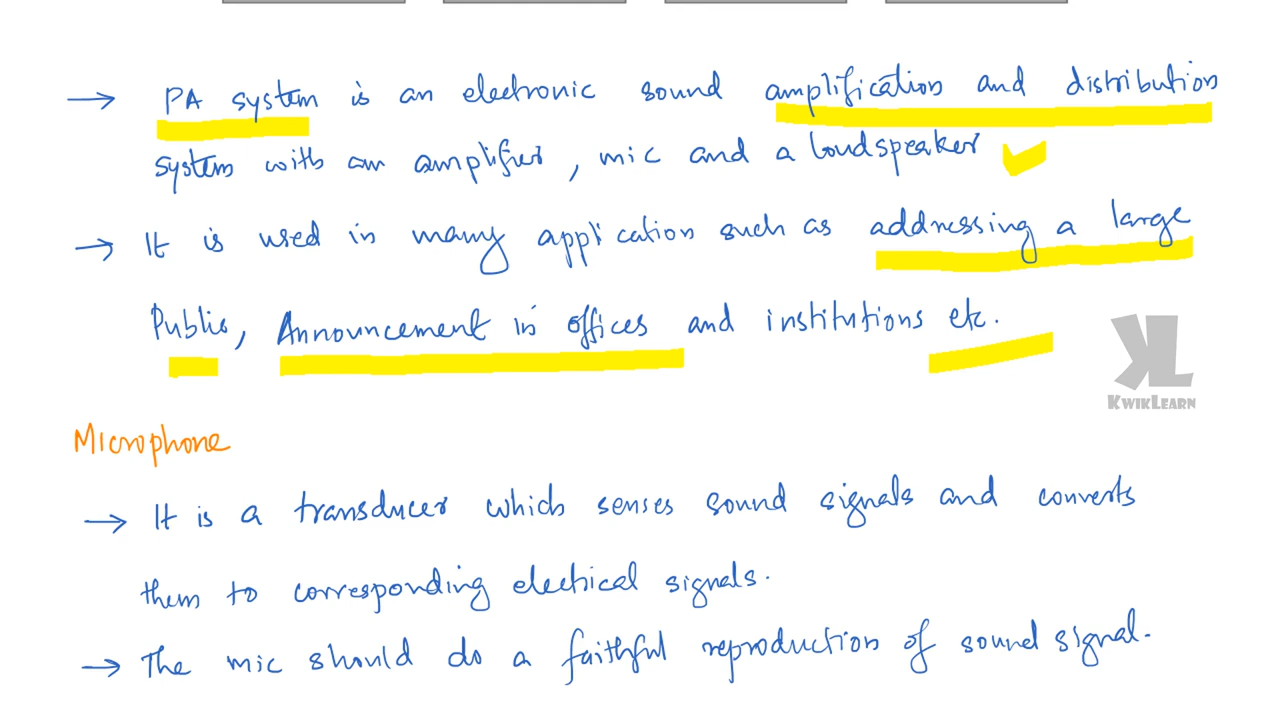 → PA system is an electronic sound amplification and distribution
system with an amplifier, mic and a loudspeaker
→ It is used in many application such as addressing a large
Public, Announcement in offices and institutions etc.
KL
KwikLearn
Microphone
→ It is a transducer which senses sound signals and converts
them to corresponding electrical signals.
→ The mic should do a faithful reproduction of sound signal.